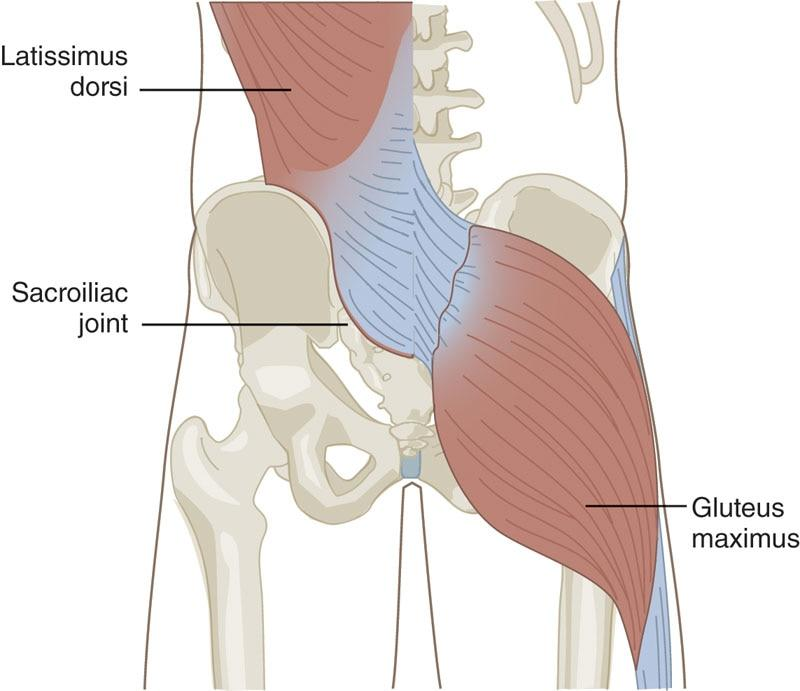 Latissimus
dorsi
Sacroiliac
joint
Gluteus
maximus